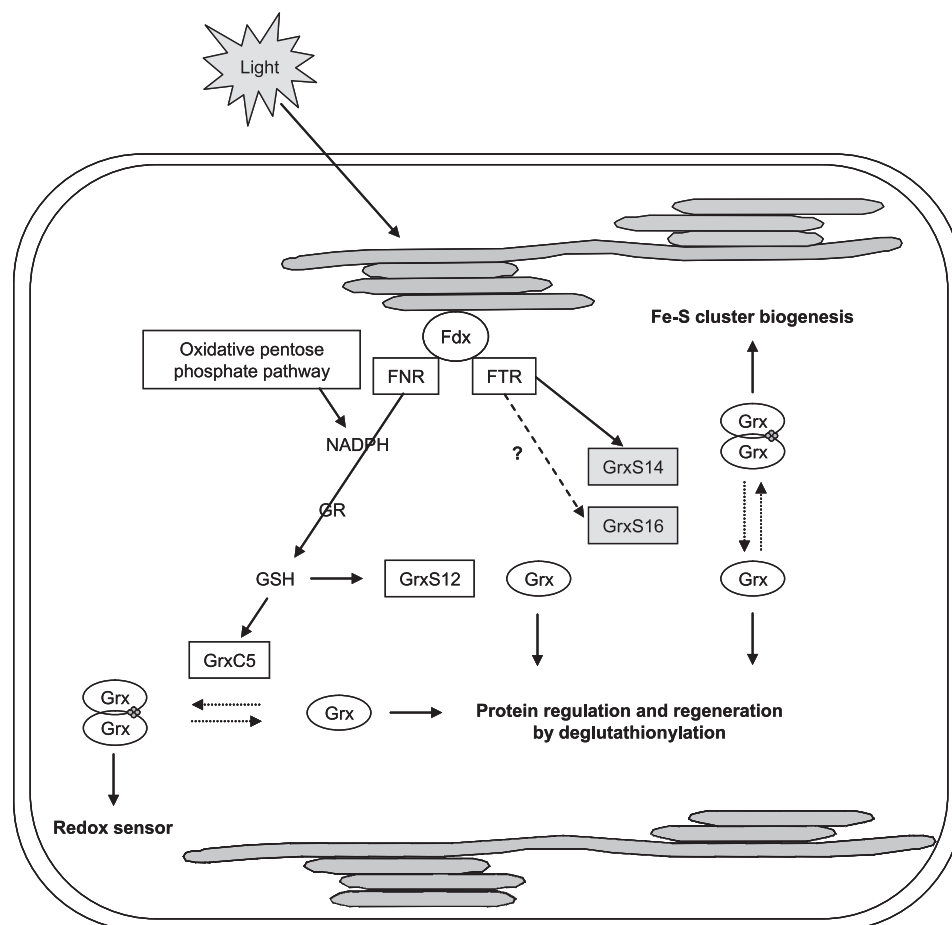 Light
Fe-S cluster biogenesis
Fdx
Oxidative pentose
phosphate pathway
FNR
FTR
NADPH
?
Grx
Grx
GrxS14
GR
GrxS16
GSH
GrxS12
Grx
Grx
GrxC5
Grx
Grx
Grx
Protein regulation and regeneration
by deglutathionylation
Redox sensor